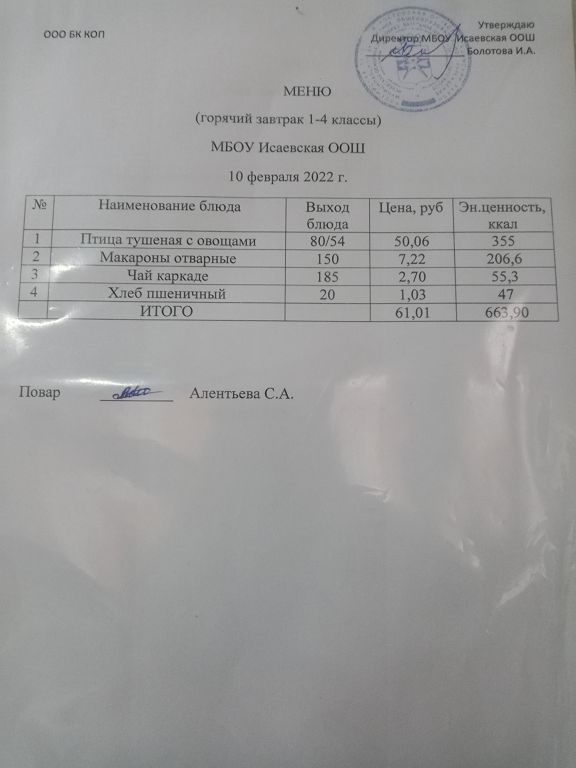 ООО БК КОП
Утверждаю
Директор МБОУ Исаевская ООШ
Болотова И.А.
МЕНЮ
(горячий завтрак 1-4 классы)
МБОУ Исаевская ООШ
10 февраля 2022 г.
№ Наименование блюда Выход блюда Цена, руб Эн.ценность, ккал
1 Птица тушеная с овощами 80/54 50,06 355
2 Макароны отварные 150 7,22 206,6
3 Чай каркаде 185 2,70 55,3
4 Хлеб пшеничный 20 1,03 47
ИТОГО 61,01 663,90
Повар Алентьева С.А.